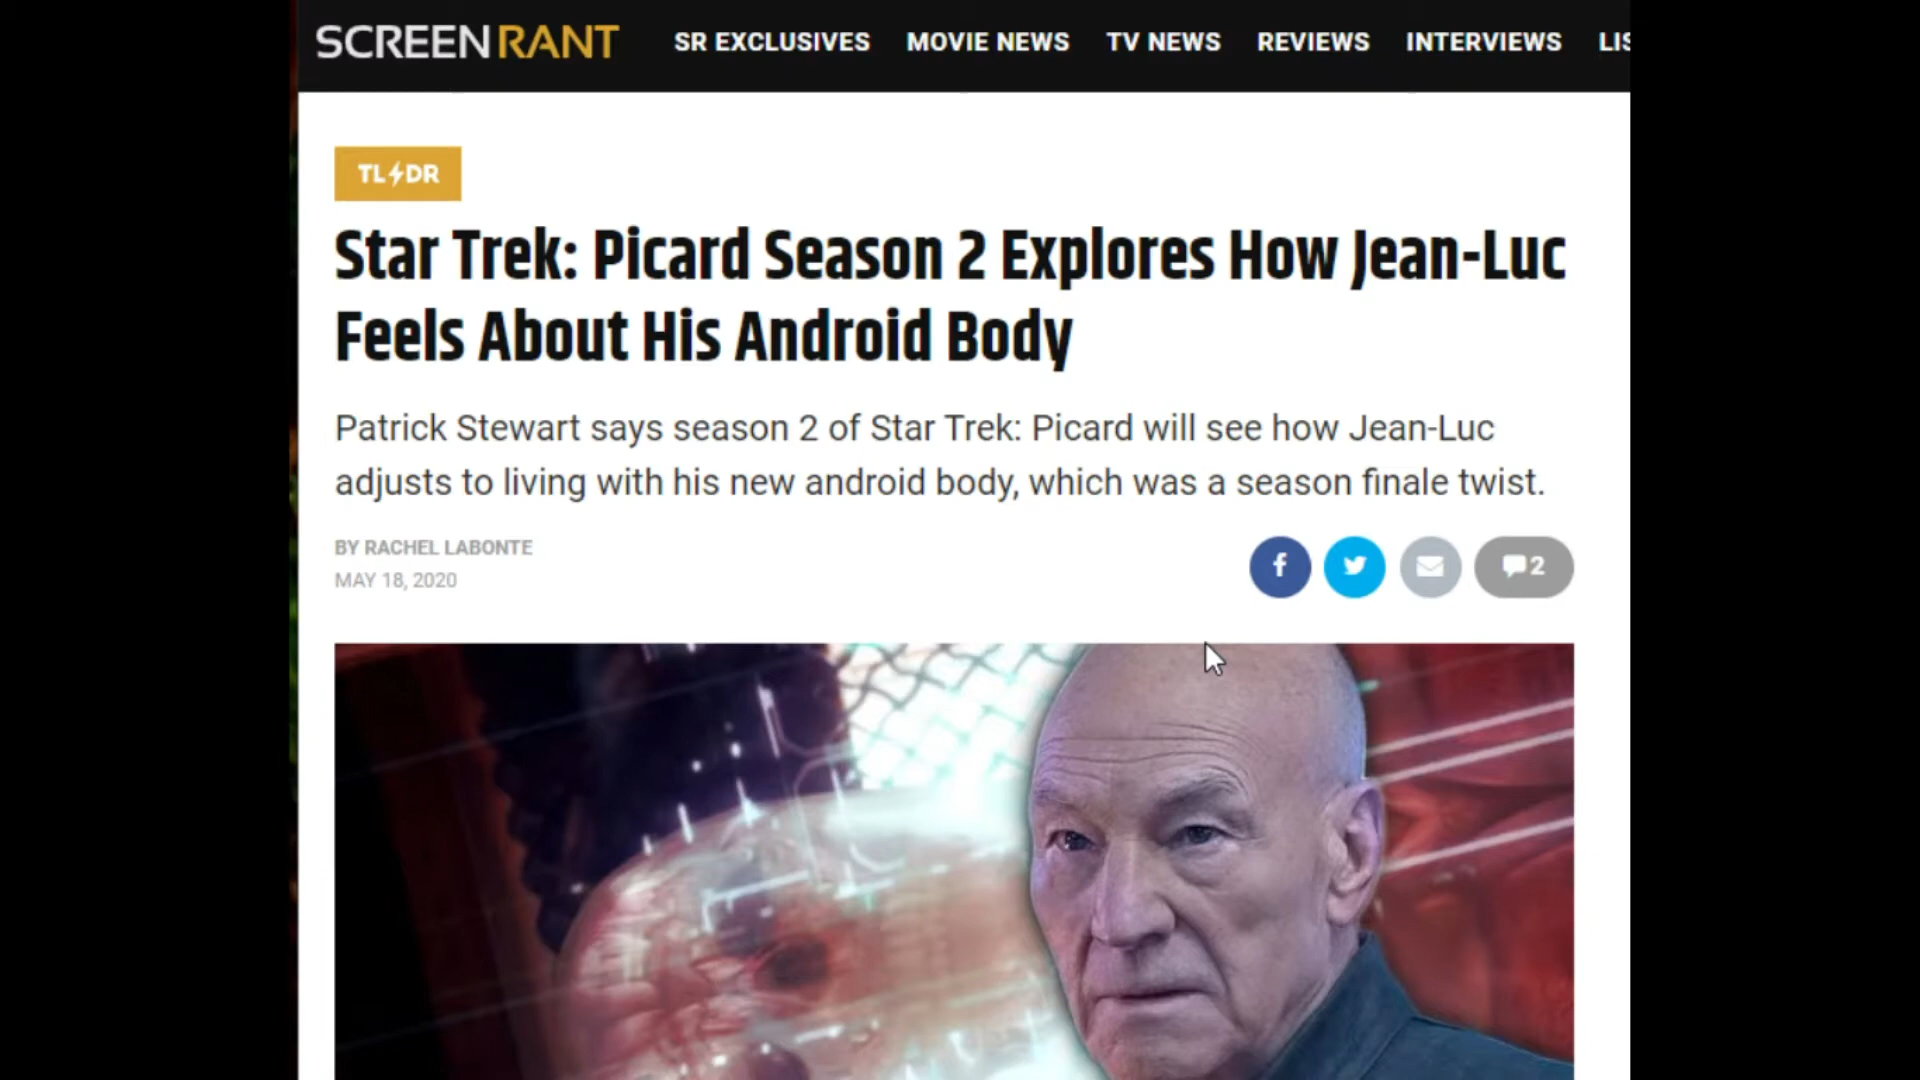 SCREENRANT SR EXCLUSIVES MOVIE NEWS TV NEWS REVIEWS INTERVIEWS LIS
TL DR
Star Trek: Picard Season 2 Explores How Jean-Luc
Feels About His Android Body
Patrick Stewart says season 2 of Star Trek: Picard will see how Jean-Luc
adjusts to living with his new android body, which was a season finale twist.
BY RACHEL LABONTE
MAY 18, 2020
f 2